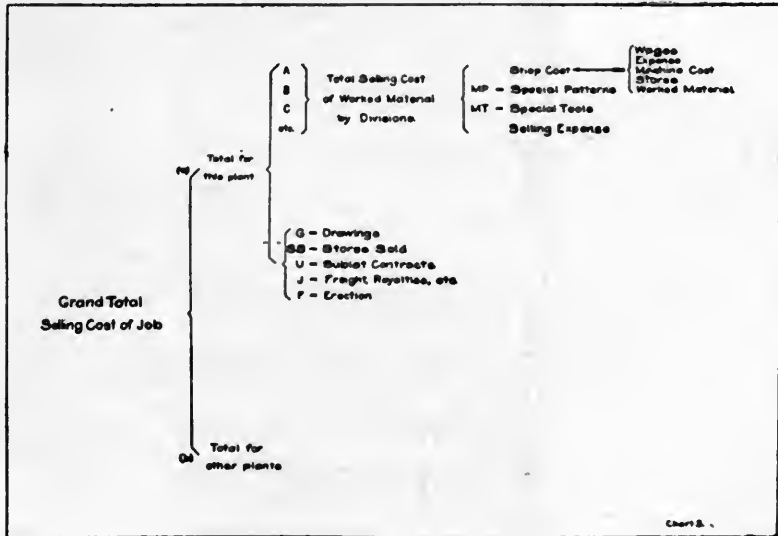 Grand Total
Selling Cost of Job
Total for
this plant
Total for
other plants
A
B
C
etc.
Total Selling Cost
of Worked Material
by Divisions
Shop Cost
MP - Special Patterns
MT - Special Tools
Selling Expense
Wages
Expense
Machine Cost
Stores
Worked Material
G - Drawings
SS - Stores Sold
U - Sublet Contracts
J - Freight, Royalties, etc.
F - Erection
Chart